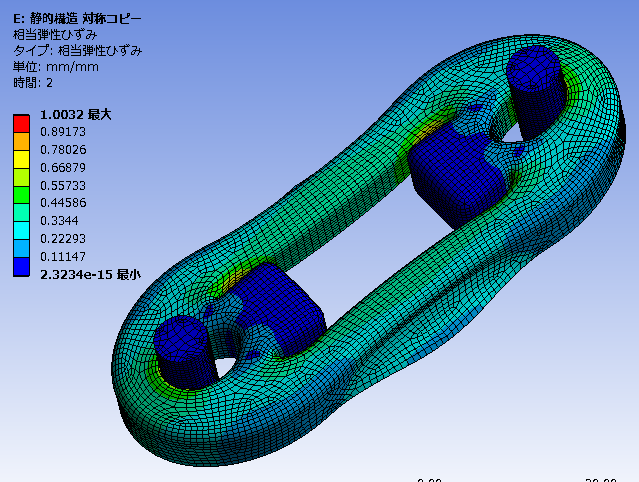 E: 静的構造 対称コピー
相当弾性ひずみ
タイプ: 相当弾性ひずみ
単位: mm/mm
時間: 2
1.0032 最大
0.89173
0.78026
0.66879
0.55733
0.44586
0.3344
0.22293
0.11147
2.3234e-15 最小